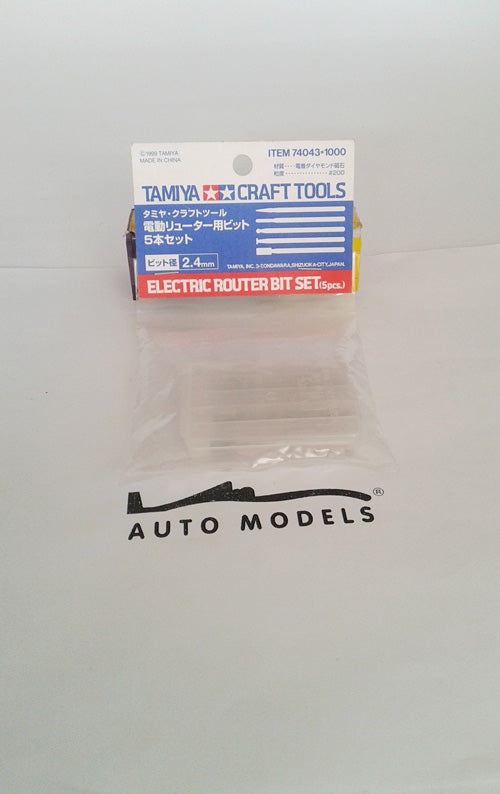 ©1999 TAMIYA
MADE IN CHINA
ITEM 74043★1000
材質‥‥電着ダイヤモンド砥石
粒度‥‥‥‥‥‥‥#200
TAMIYA CRAFT TOOLS
タミヤ・クラフトツール
電動リューター用ビット
5本セット
ビット径 2.4mm
TAMIYA, INC. 3-7, ONDAWARA, SHIZUOKA-CITY, JAPAN.
ELECTRIC ROUTER BIT SET (5pcs.)
®
AUTO MODELS